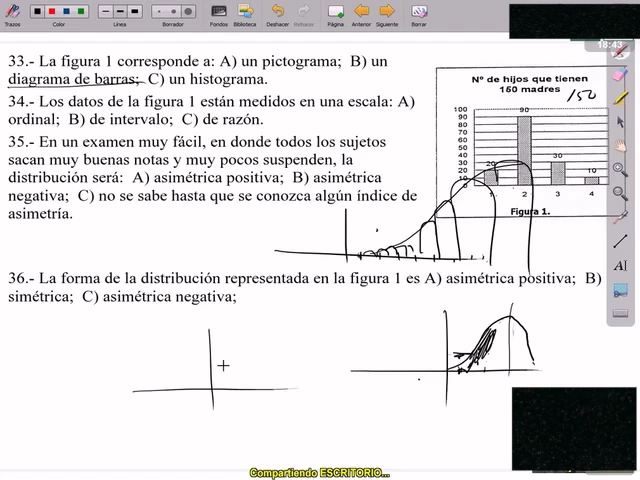 Trazos
Color
Línea
Borrador
Fondos
Biblioteca
Deshacer
Rehacer
Página
Anterior
Siguiente
Borrar
18:43
33.- La figura 1 corresponde a: A) un pictograma; B) un
diagrama de barras; C) un histograma.
34.- Los datos de la figura 1 están medidos en una escala: A)
ordinal; B) de intervalo; C) de razón.
35.- En un examen muy fácil, en donde todos los sujetos
sacan muy buenas notas y muy pocos suspenden, la
distribución será: A) asimétrica positiva; B) asimétrica
negativa; C) no se sabe hasta que se conozca algún índice de
asimetría.
Nº de hijos que tienen
150 madres
150
100
90
80
70
60
50
40
30
20
10
0
20
90
30
10
1 2 3 4
Figura 1.
36.- La forma de la distribución representada en la figura 1 es A) asimétrica positiva; B)
simétrica; C) asimétrica negativa;
AI
Compartiendo ESCRITORIO...